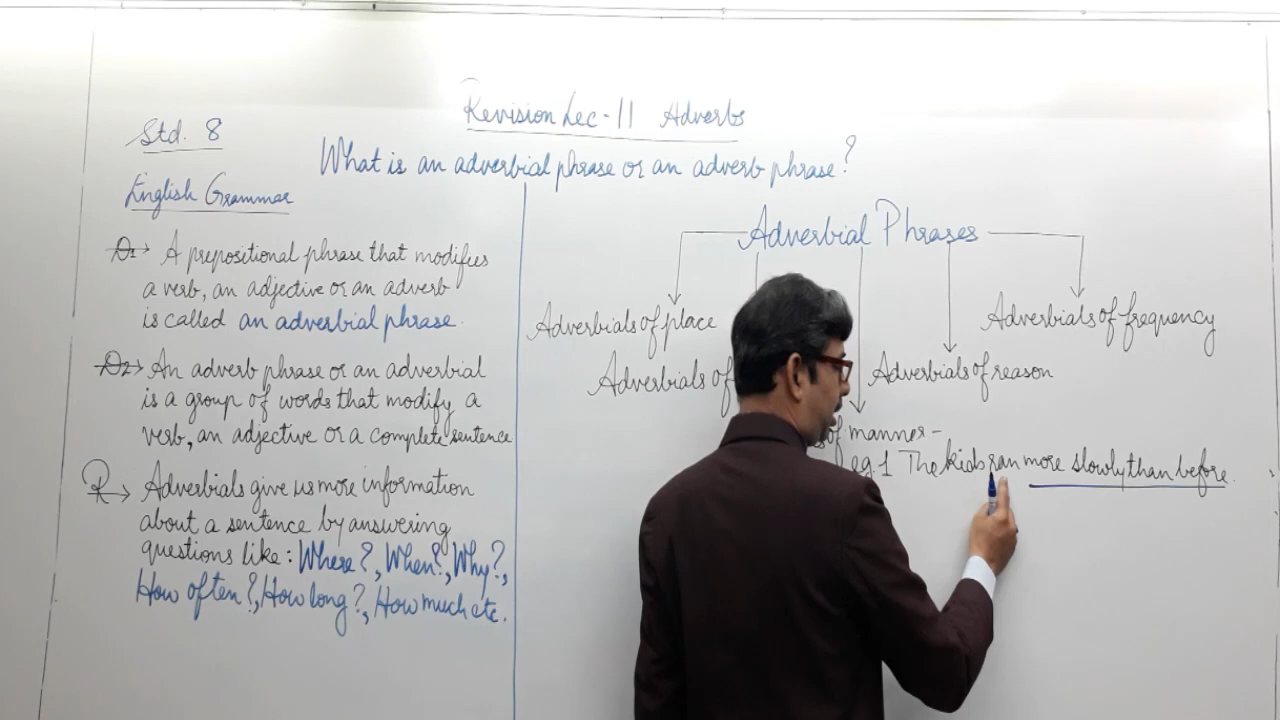 Revision Lec-11 Adverbs
Std. 8
What is an adverbial phrase or an adverb phrase?
English Grammar
D1→ A prepositional phrase that modifies
a verb, an adjective or an adverb
is called an adverbial phrase.
D2→ An adverb phrase or an adverbial
is a group of words that modify a
verb, an adjective or a complete sentence
R→ Adverbials give us more information
about a sentence by answering
questions like: Where?, When?, Why?,
How often?, How long?, How much etc.
Adverbial Phrases
Adverbials of place
Adverbials of frequency
Adverbials of
Adverbials of reason
of manner -
eg.1 The kids ran more slowly than before.